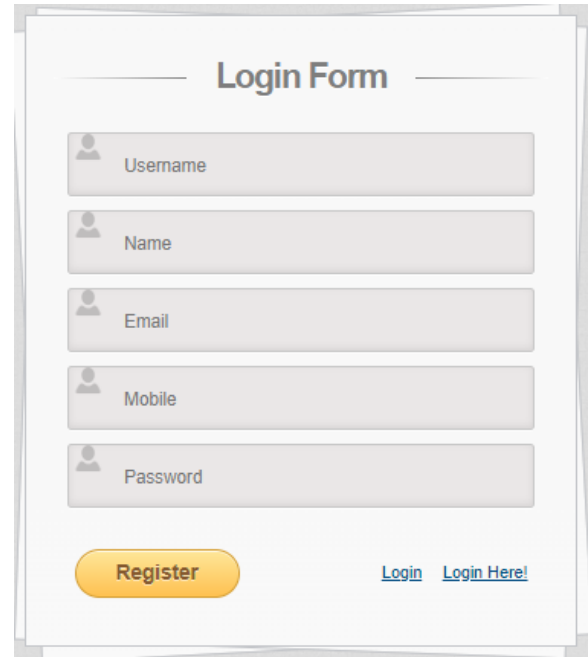 Login Form
Username
Name
Email
Mobile
Password
Register Login Login Here!